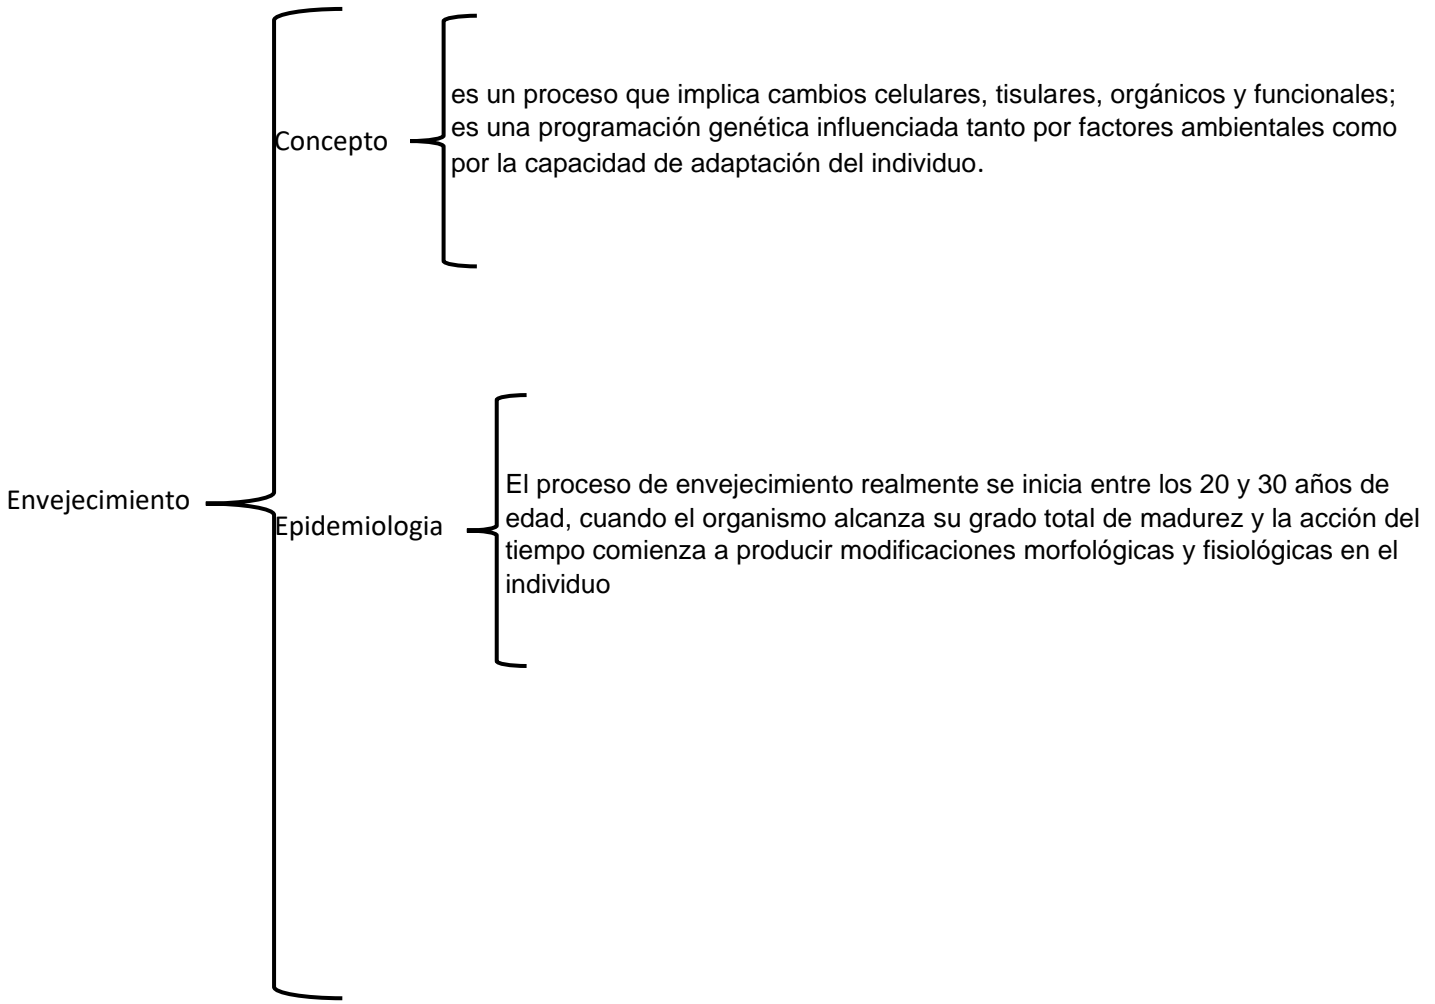 Envejecimiento
Concepto
es un proceso que implica cambios celulares, tisulares, orgánicos y funcionales;
es una programación genética influenciada tanto por factores ambientales como
por la capacidad de adaptación del individuo.
Epidemiologia
El proceso de envejecimiento realmente se inicia entre los 20 y 30 años de
edad, cuando el organismo alcanza su grado total de madurez y la acción del
tiempo comienza a producir modificaciones morfológicas y fisiológicas en el
individuo